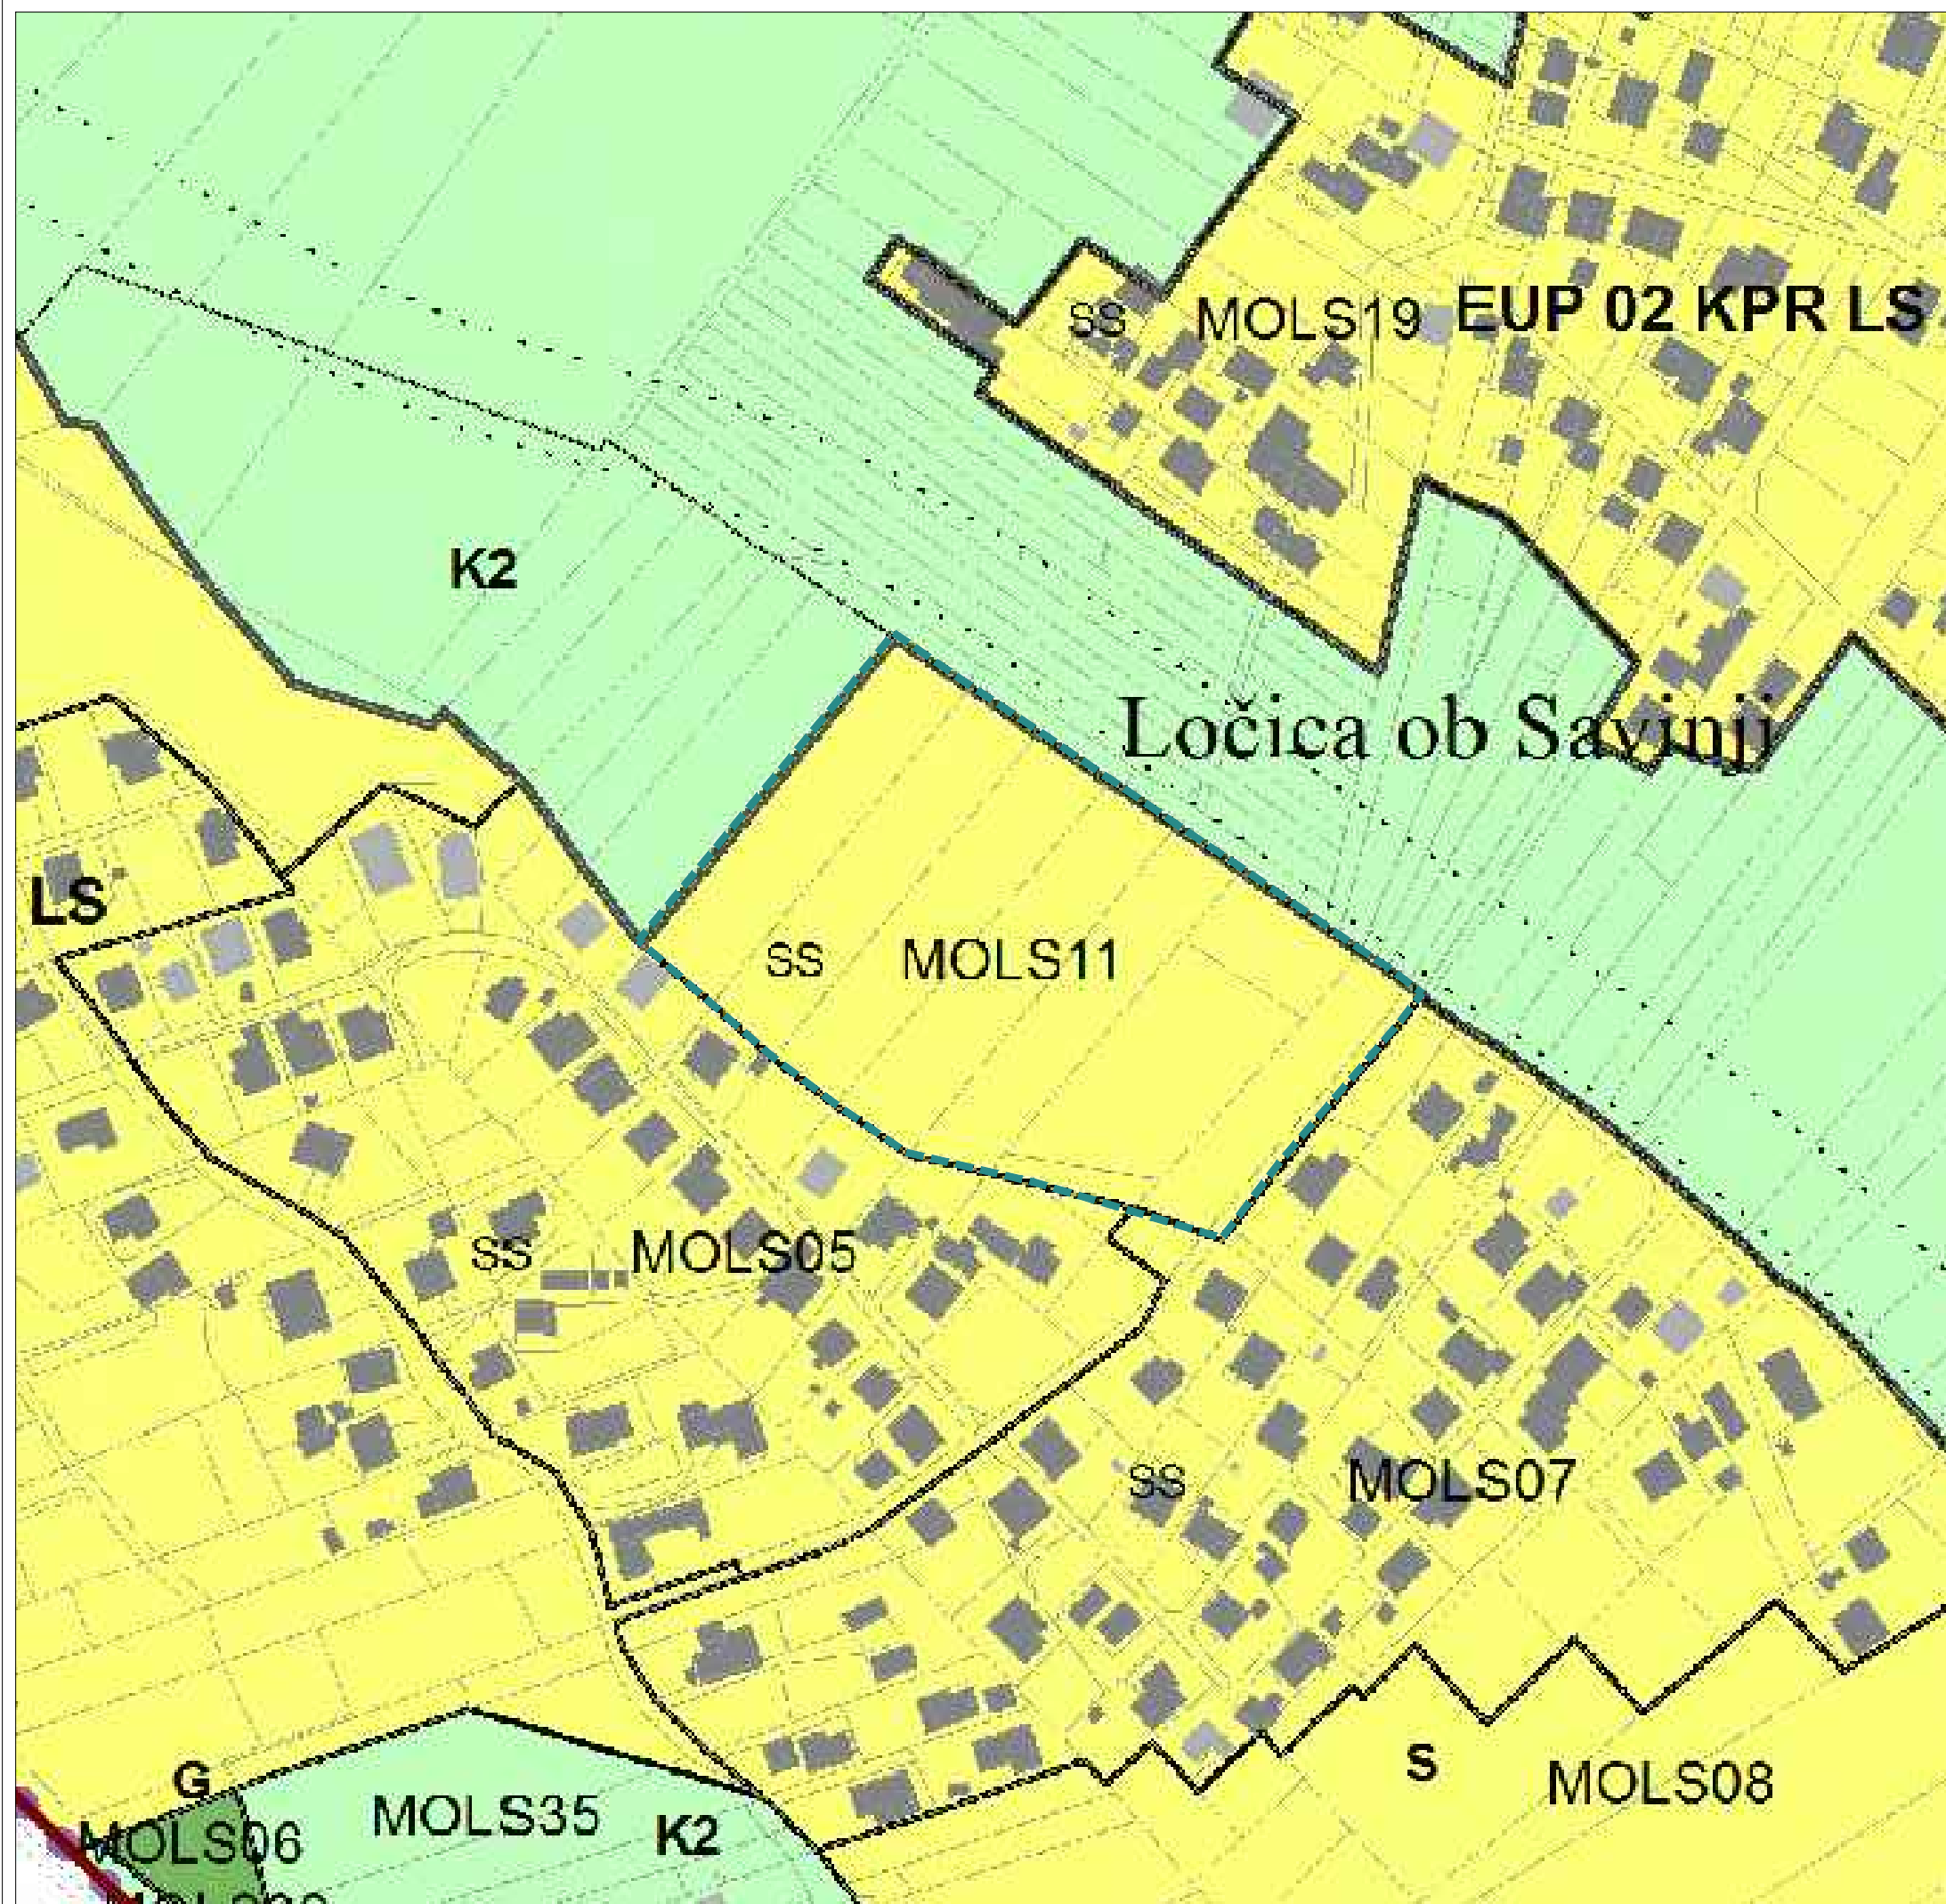 SS MOLS19 EUP 02 KPR LS
K2
Ločica ob Savinji
LS
SS MOLS11
SS MOLS05
SS MOLS07
S
MOLS08
G
MOLS06
MOLS35
K2